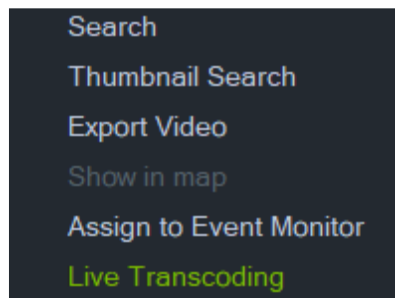 Search
Thumbnail Search
Export Video
Show in map
Assign to Event Monitor
Live Transcoding